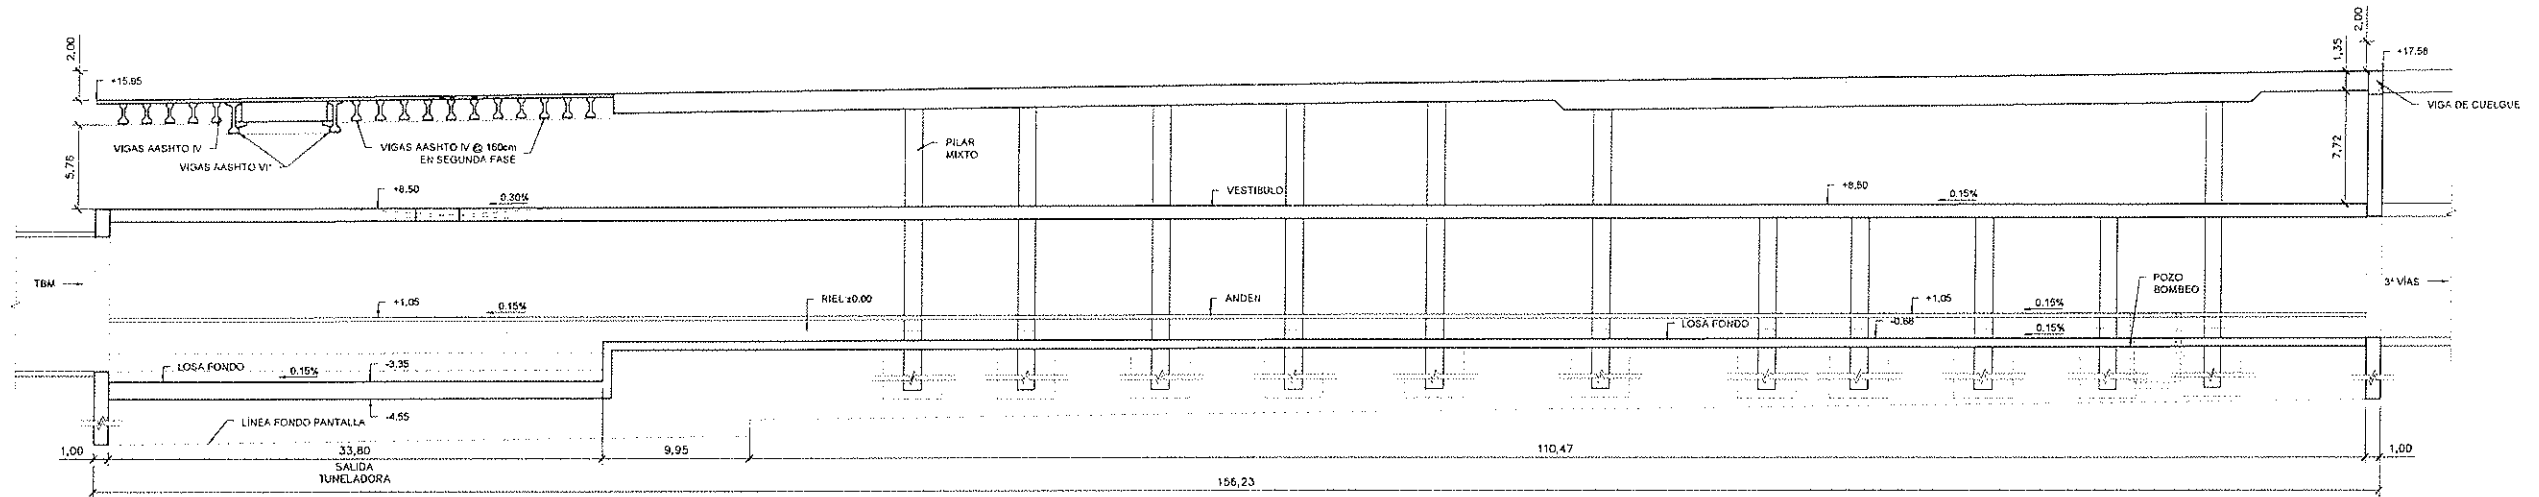 2,00
+15.95
VIGAS AASHTO IV
VIGAS AASHTO VI*
VIGAS AASHTO IV @ 160cm
EN SEGUNDA FASE
5,76
PILAR
MIXTO
2,00
1,35
+17.58
VIGA DE CUELGUE
7,72
+8,50
0.30%
VESTIBULO
+8,50
0.15%
TBM
3ª VÍAS
+1,05
0.15%
RIEL ±0.00
ANDEN
+1,05
0.15%
POZO
BOMBEO
LOSA FONDO
-0.68
0.15%
LOSA FONDO
0.15%
-3.35
-4,55
LÍNEA FONDO PANTALLA
1,00
33,80
9,95
110,47
1,00
SALIDA
TUNELADORA
156,23